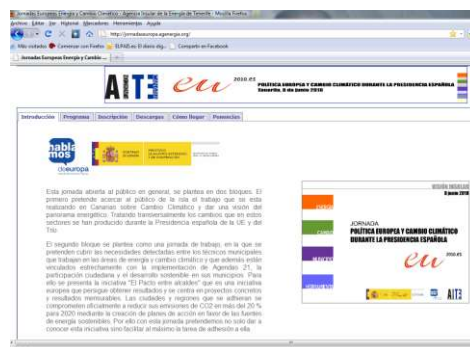 Jornadas Europeas Energía y Cambio Climático - Agencia Insular de la Energía de Tenerife - Mozilla Firefox
Archivo Editar Ver Historial Marcadores Herramientas Ayuda
http://jornadaseuropa.agenergia.org/
Más visitados Comenzar con Firefox ELPAIS.es: El diario dig... Compartir en Facebook
Jornadas Europeas Energía y Cambio ...
eu 2010.es
POLÍTICA EUROPEA Y CAMBIO CLIMÁTICO DURANTE LA PRESIDENCIA ESPAÑOLA
Tenerife, 8 de junio 2010
Introducción Programa Inscripción Descargas Cómo llegar Ponencias
habla
mos
deeuropa
Esta jornada abierta al público en general, se plantea en dos bloques. El
primero pretende acercar al público de la isla el trabajo que se está
realizando en Canarias sobre Cambio Climático y dar una visión del
panorama energético. Tratando transversalmente los cambios que en estos
sectores se han producido durante la Presidencia española de la UE y del
Trío.
El segundo bloque se plantea como una jornada de trabajo, en la que se
pretenden cubrir las necesidades detectadas entre los técnicos municipales
que trabajan en las áreas de energía y cambio climático y que además estén
vinculados estrechamente con la implementación de Agendas 21, la
participación ciudadana y el desarrollo sostenible en sus municipios. Para
ello se presenta la iniciativa "El Pacto entre alcaldes" que es una iniciativa
europea que persigue obtener resultados y se centra en proyectos concretos
y resultados mensurables. Las ciudades y regiones que se adhieran se
comprometen oficialmente a reducir sus emisiones de CO2 en más del 20 %
para 2020 mediante la creación de planes de acción en favor de las fuentes
de energía sostenibles. Por ello con esta jornada pretendemos no solo dar a
conocer esta iniciativa sino facilitar al máximo la tarea de adhesión a ella.
8 junio 2010
JORNADA
POLÍTICA EUROPEA Y CAMBIO CLIMÁTICO
DURANTE LA PRESIDENCIA ESPAÑOLA
eu 2010.es